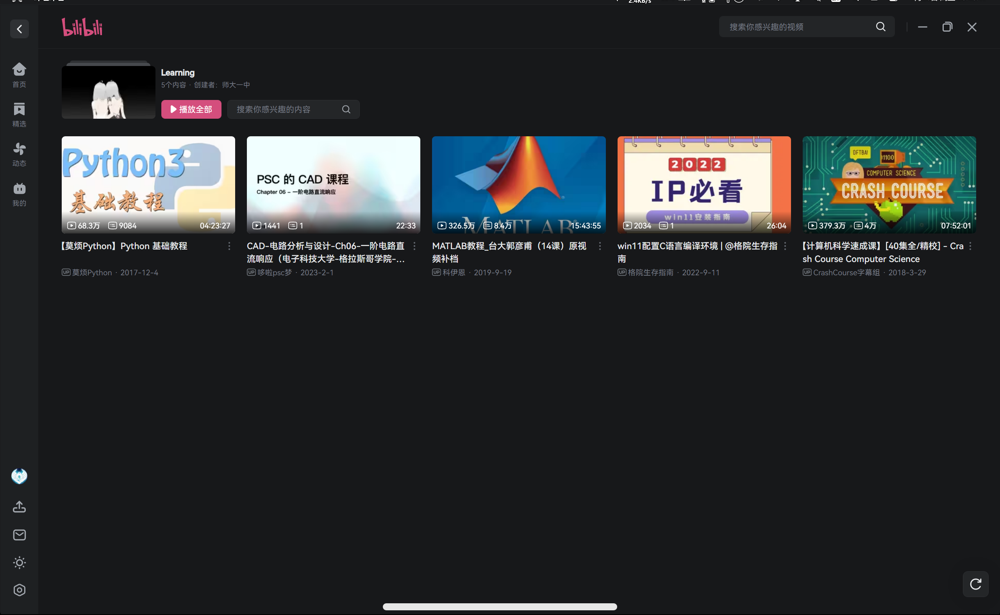 2.4KB/s
bilibili
搜索你感兴趣的视频
首页
精选
动态
我的
Learning
5个内容 · 创建者：师大一中
播放全部
搜索你感兴趣的内容
Python3
基础教程
68.3万 9084 04:23:27
【莫烦Python】Python 基础教程
UP 莫烦Python · 2017-12-4
PSC 的 CAD 课程
Chapter 06 - 一阶电路直流响应
1441 1 22:33
CAD-电路分析与设计-Ch06-一阶电路直
流响应（电子科技大学-格拉斯哥学院-...
UP 哆啦psc梦 · 2023-2-1
MATLAB®
326.5万 8.4万 15:43:55
MATLAB教程_台大郭彦甫（14课）原视
频补档
UP 科伊恩 · 2019-9-19
2022
IP必看
win11安装指南
2034 1 26:04
win11配置C语言编译环境 | @格院生存指
南
UP 格院生存指南 · 2022-9-11
DFTBA!
11100
COMPUTER SCIENCE
CRASH COURSE
379.3万 4万 07:52:01
【计算机科学速成课】[40集全/精校] - Cra
sh Course Computer Science
UP CrashCourse字幕组 · 2018-3-29